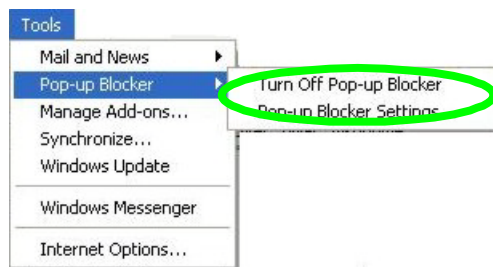 Tools
Mail and News
Pop-up Blocker
Turn Off Pop-up Blocker
Manage Add-ons...
Pop-up Blocker Settings
Synchronize...
Windows Update
Windows Messenger
Internet Options...